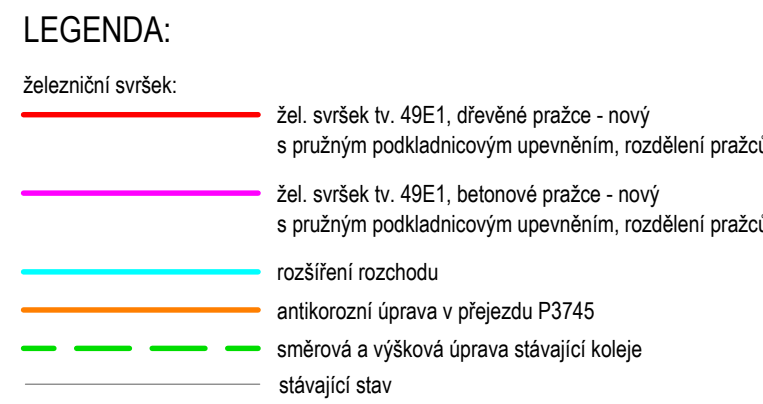 LEGENDA:
železniční svršek:
žel. svršek tv. 49E1, dřevěné pražce - nový
s pružným podkladnicovým upevněním, rozdělení pražců
žel. svršek tv. 49E1, betonové pražce - nový
s pružným podkladnicovým upevněním, rozdělení pražců
rozšíření rozchodu
antikorozní úprava v přejezdu P3745
směrová a výšková úprava stávající koleje
stávající stav